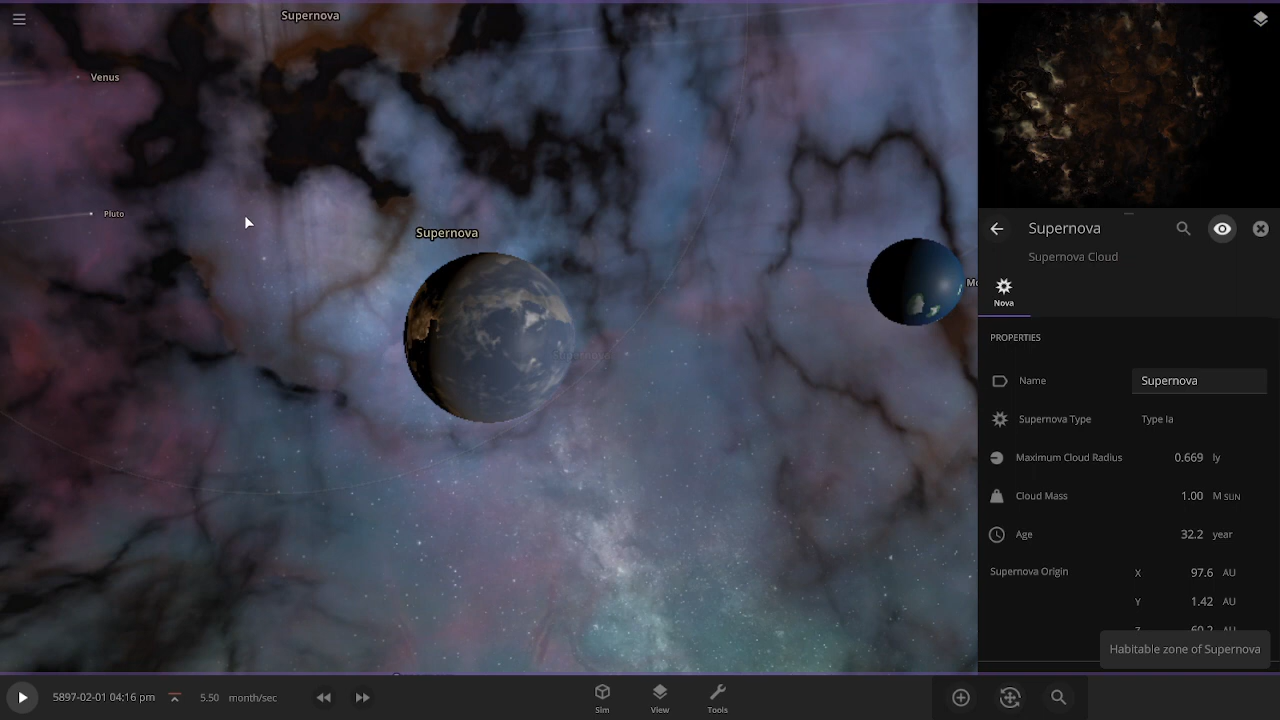 Supernova
Venus
Pluto
Supernova
Supernova
Supernova
Supernova Cloud
Nova
PROPERTIES
Name Supernova
Supernova Type Type Ia
Maximum Cloud Radius 0.669 ly
Cloud Mass 1.00 M SUN
Age 32.2 year
Supernova Origin X 97.6 AU
Y 1.42 AU
Habitable zone of Supernova
5897-02-01 04:16 pm 5.50 month/sec
Sim View Tools